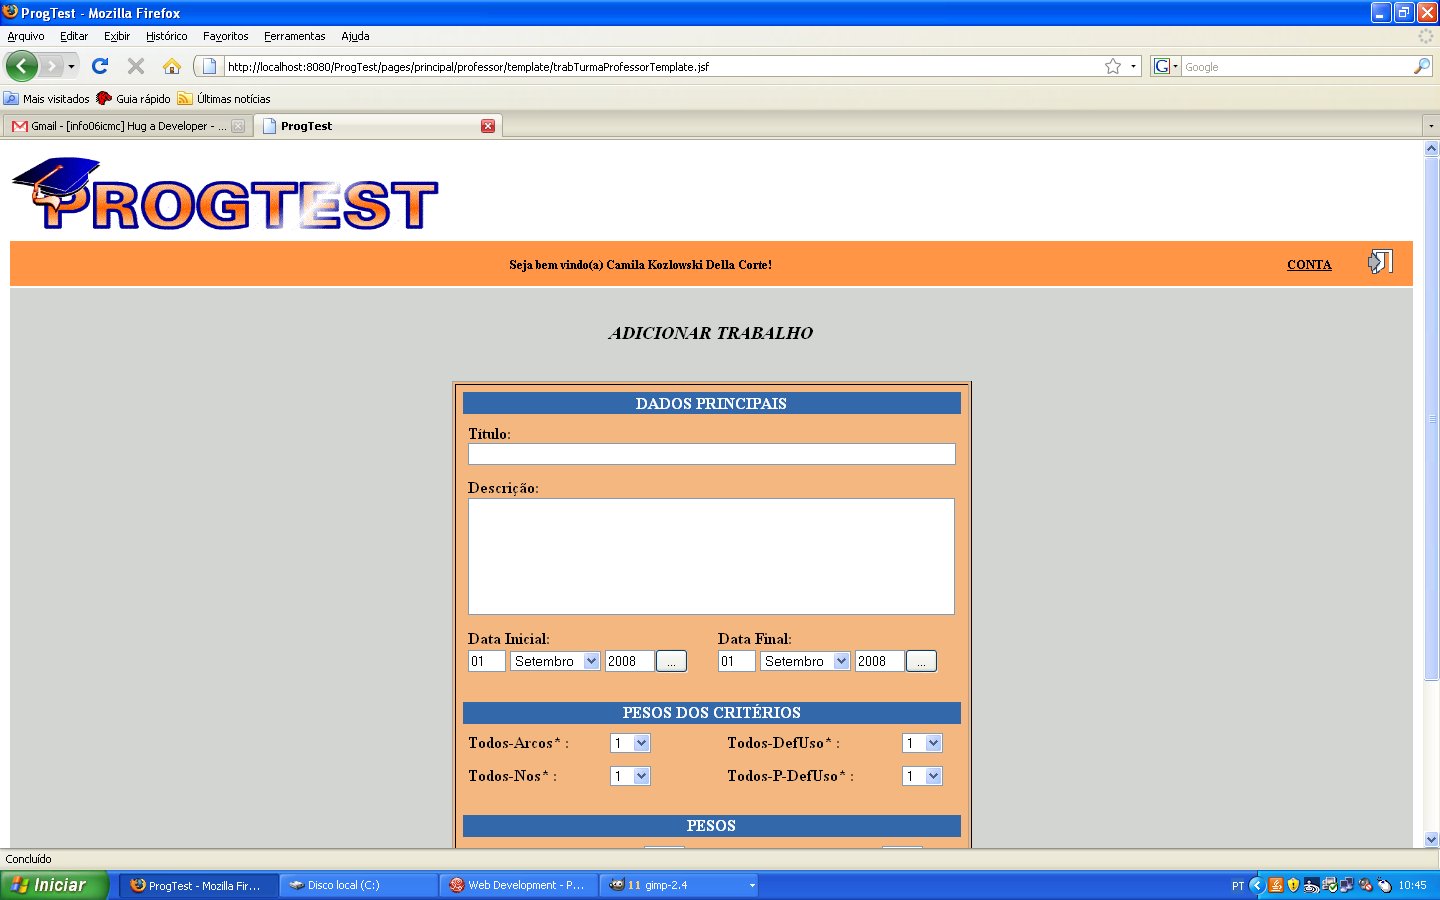 ProgTest - Mozilla Firefox
Arquivo Editar Exibir Histórico Favoritos Ferramentas Ajuda
http://localhost:8080/ProgTest/pages/principal/professor/template/trabTurmaProfessorTemplate.jsf
G Google
Mais visitados Guia rápido Últimas notícias
Gmail - [info06icmc] Hug a Developer - ... ProgTest
PROGTEST
Seja bem vindo(a) Camila Kozlowski Della Corte! CONTA
ADICIONAR TRABALHO
DADOS PRINCIPAIS
Título:
Descrição:
Data Inicial: Data Final:
01 Setembro 2008 ... 01 Setembro 2008 ...
PESOS DOS CRITÉRIOS
Todos-Arcos* : 1 Todos-DefUso* : 1
Todos-Nos* : 1 Todos-P-DefUso* : 1
PESOS
Concluído
Iniciar ProgTest - Mozilla Fir... Disco local (C:) Web Development - P... 11 gimp-2.4 PT 10:45